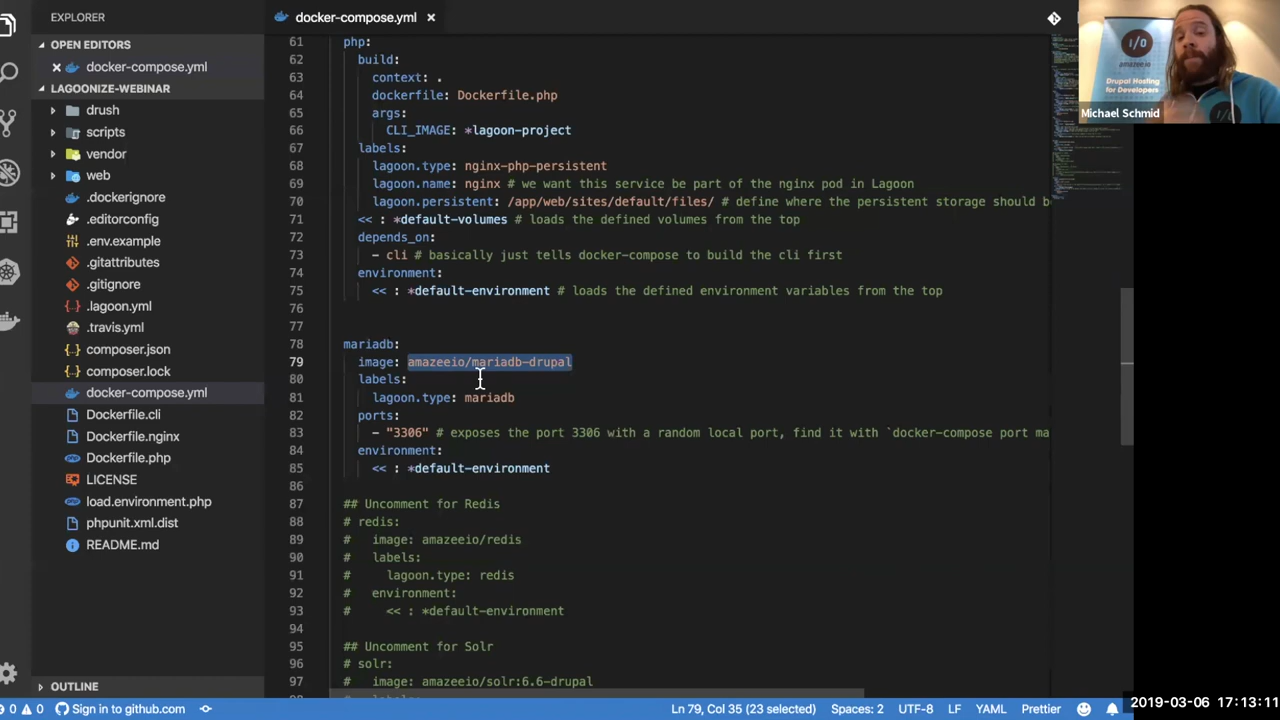 EXPLORER
OPEN EDITORS
docker-compose.yml
LAGOONIZE-WEBINAR
drush
scripts
vendor
web
.dockerignore
.editorconfig
.env.example
.gitattributes
.gitignore
.lagoon.yml
.travis.yml
composer.json
composer.lock
docker-compose.yml
Dockerfile.cli
Dockerfile.nginx
Dockerfile.php
LICENSE
load.environment.php
phpunit.xml.dist
README.md
OUTLINE
docker-compose.yml
61 php:
62 build:
63 context: .
64 dockerfile: Dockerfile.php
65 args:
66 CLI_IMAGE: *lagoon-project
67 labels:
68 lagoon.type: nginx-php-persistent
69 lagoon.name: nginx # we want this service be part of the nginx pod in Lagoon
70 lagoon.persistent: /app/web/sites/default/files/ # define where the persistent storage should b
71 << : *default-volumes # loads the defined volumes from the top
72 depends_on:
73 - cli # basically just tells docker-compose to build the cli first
74 environment:
75 << : *default-environment # loads the defined environment variables from the top
76
77
78 mariadb:
79 image: amazeeio/mariadb-drupal
80 labels:
81 lagoon.type: mariadb
82 ports:
83 - "3306" # exposes the port 3306 with a random local port, find it with `docker-compose port ma
84 environment:
85 << : *default-environment
86
87 ## Uncomment for Redis
88 # redis:
89 # image: amazeeio/redis
90 # labels:
91 # lagoon.type: redis
92 # environment:
93 # << : *default-environment
94
95 ## Uncomment for Solr
96 # solr:
97 # image: amazeeio/solr:6.6-drupal
I/O
amazee.io
Drupal Hosting
for Developers
Michael Schmid
0 0 Sign in to github.com
Ln 79, Col 35 (23 selected) Spaces: 2 UTF-8 LF YAML Prettier
2019-03-06 17:13:11